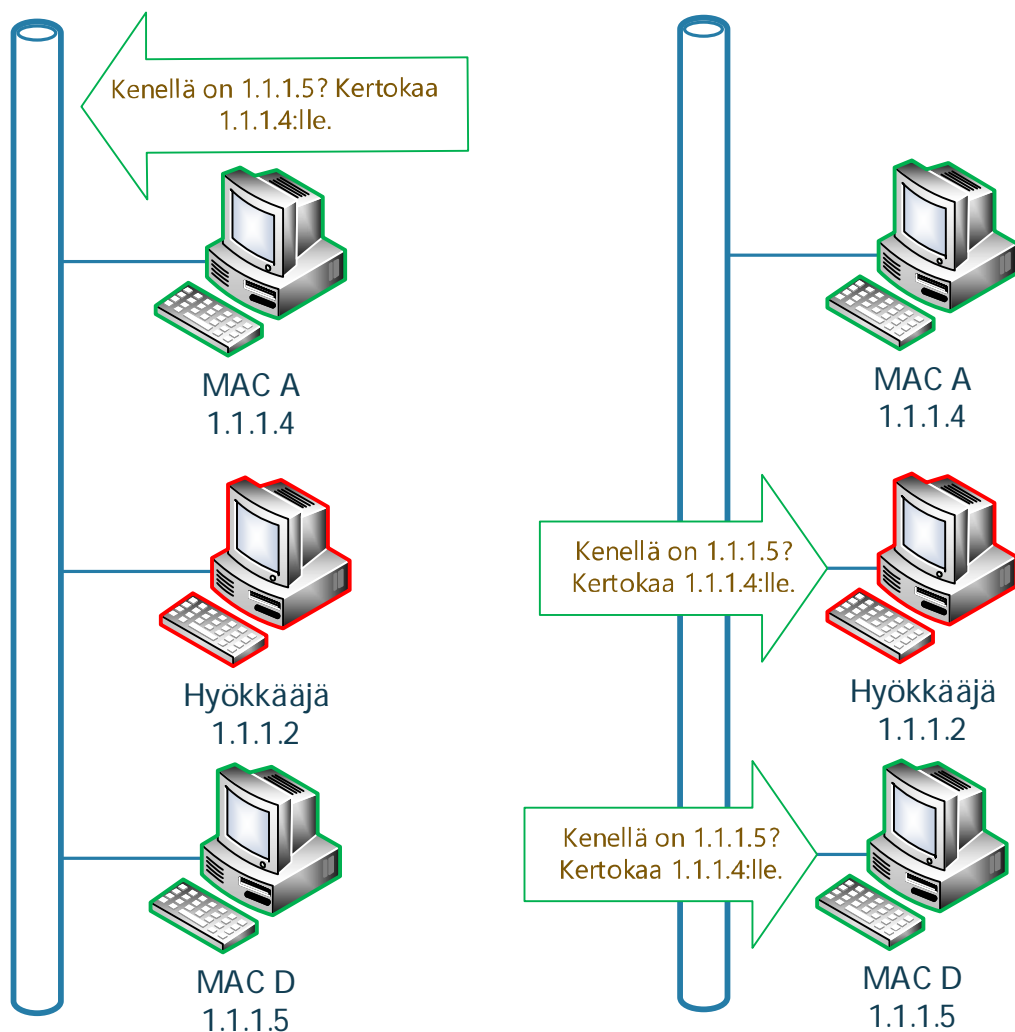 Kenellä on 1.1.1.5? Kertokaa
1.1.1.4:lle.
MAC A
1.1.1.4
Hyökkääjä
1.1.1.2
MAC D
1.1.1.5
MAC A
1.1.1.4
Kenellä on 1.1.1.5?
Kertokaa 1.1.1.4:lle.
Hyökkääjä
1.1.1.2
Kenellä on 1.1.1.5?
Kertokaa 1.1.1.4:lle.
MAC D
1.1.1.5